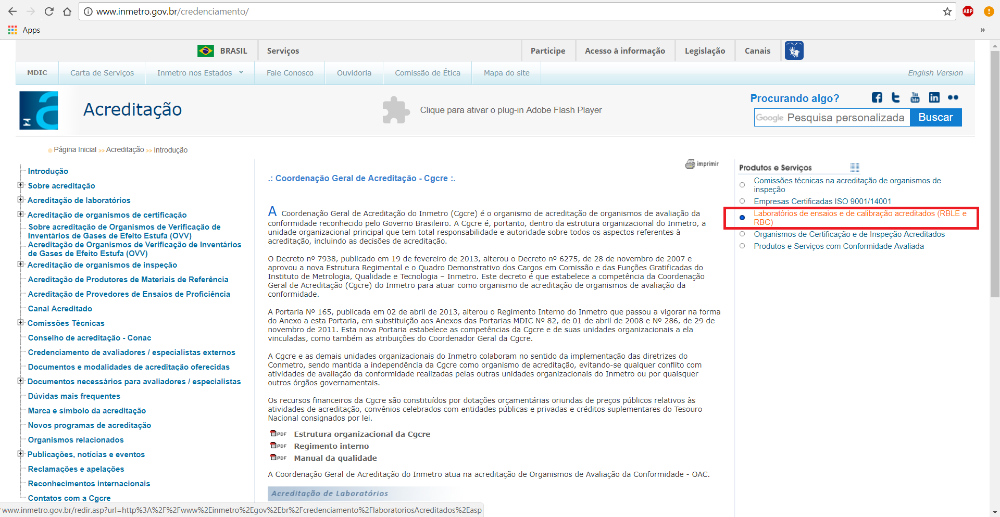 www.inmetro.gov.br/credenciamento/
ABP
Apps
»
BRASIL
Serviços
Participe
Acesso à informação
Legislação
Canais
MDIC
Carta de Serviços
Inmetro nos Estados
Fale Conosco
Ouvidoria
Comissão de Ética
Mapa do site
English Version
Acreditação
Clique para ativar o plug-in Adobe Flash Player
Procurando algo?
You Tube
Google Pesquisa personalizada
Buscar
Página Inicial >> Acreditação >> Introdução
Introdução
Sobre acreditação
Acreditação de laboratórios
Acreditação de organismos de certificação
Sobre acreditação de Organismos de Verificação de
Inventários de Gases de Efeito Estufa (OVV)
Acreditação de Organismos de Verificação de Inventários
de Gases de Efeito Estufa (OVV)
Acreditação de organismos de inspeção
Acreditação de Produtores de Materiais de Referência
Acreditação de Provedores de Ensaios de Proficiência
Canal Acreditado
Comissões Técnicas
Conselho de acreditação - Conac
Credenciamento de avaliadores / especialistas externos
Documentos e modalidades de acreditação oferecidas
Documentos necessários para avaliadores / especialistas
Dúvidas mais frequentes
Marca e símbolo da acreditação
Novos programas de acreditação
Organismos relacionados
Publicações, notícias e eventos
Reclamações e apelações
Reconhecimentos internacionais
Contatos com a Cgcre
imprimir
.: Coordenação Geral de Acreditação - Cgcre :.
A Coordenação Geral de Acreditação do Inmetro (Cgcre) é o organismo de acreditação de organismos de avaliação da
conformidade reconhecido pelo Governo Brasileiro. A Cgcre é, portanto, dentro da estrutura organizacional do Inmetro, a
unidade organizacional principal que tem total responsabilidade e autoridade sobre todos os aspectos referentes à
acreditação, incluindo as decisões de acreditação.
O Decreto nº 7938, publicado em 19 de fevereiro de 2013, alterou o Decreto nº 6275, de 28 de novembro de 2007 e
aprovou a nova Estrutura Regimental e o Quadro Demonstrativo dos Cargos em Comissão e das Funções Gratificadas do
Instituto de Metrologia, Qualidade e Tecnologia – Inmetro. Este decreto é que estabelece a competência da Coordenação
Geral de Acreditação (Cgcre) do Inmetro para atuar como organismo de acreditação de organismos de avaliação da
conformidade.
A Portaria Nº 165, publicada em 02 de abril de 2013, alterou o Regimento Interno do Inmetro que passou a vigorar na forma
do Anexo a esta Portaria, em substituição aos Anexos das Portarias MDIC Nº 82, de 01 de abril de 2008 e Nº 286, de 29 de
novembro de 2011. Esta nova Portaria estabelece as competências da Cgcre e de suas unidades organizacionais a ela
vinculadas, como também as atribuições do Coordenador Geral da Cgcre.
A Cgcre e as demais unidades organizacionais do Inmetro colaboram no sentido da implementação das diretrizes do
Conmetro, sendo mantida a independência da Cgcre como organismo de acreditação, evitando-se qualquer conflito com
atividades de avaliação da conformidade realizadas pelas outras unidades organizacionais do Inmetro ou por quaisquer
outros órgãos governamentais.
Os recursos financeiros da Cgcre são constituídos por dotações orçamentárias oriundas de preços públicos relativos às
atividades de acreditação, convênios celebrados com entidades públicas e privadas e créditos suplementares do Tesouro
Nacional consignados por lei.
PDF Estrutura organizacional da Cgcre
PDF Regimento interno
PDF Manual da qualidade
A Coordenação Geral de Acreditação do Inmetro atua na acreditação de Organismos de Avaliação da Conformidade - OAC.
Acreditação de Laboratórios
Produtos e Serviços
Comissões técnicas na acreditação de organismos de
inspeção
Empresas Certificadas ISO 9001/14001
Laboratórios de ensaios e de calibração acreditados (RBLE e
RBC)
Organismos de Certificação e de Inspeção Acreditados
Produtos e Serviços com Conformidade Avaliada
www.inmetro.gov.br/redir.asp?url=http%3A%2F%2Fwww%2Einmetro%2Egov%2Ebr%2Fcredenciamento%2FlaboratoriosAcreditados%2Easp